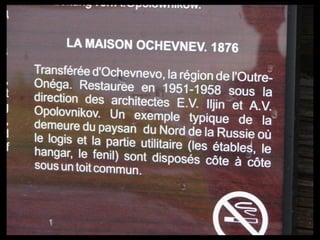 LA MAISON OCHEVNEV. 1876
Transférée d'Ochevnevo, la région de l'Outre-
Onéga. Restaurée en 1951-1958 sous la
direction des architectes E.V. Iljin et A.V.
Opolovnikov. Un exemple typique de la
demeure du paysan du Nord de la Russie où
le logis et la partie utilitaire (les étables, le
hangar, le fenil) sont disposés côte à côte
sous un toit commun.